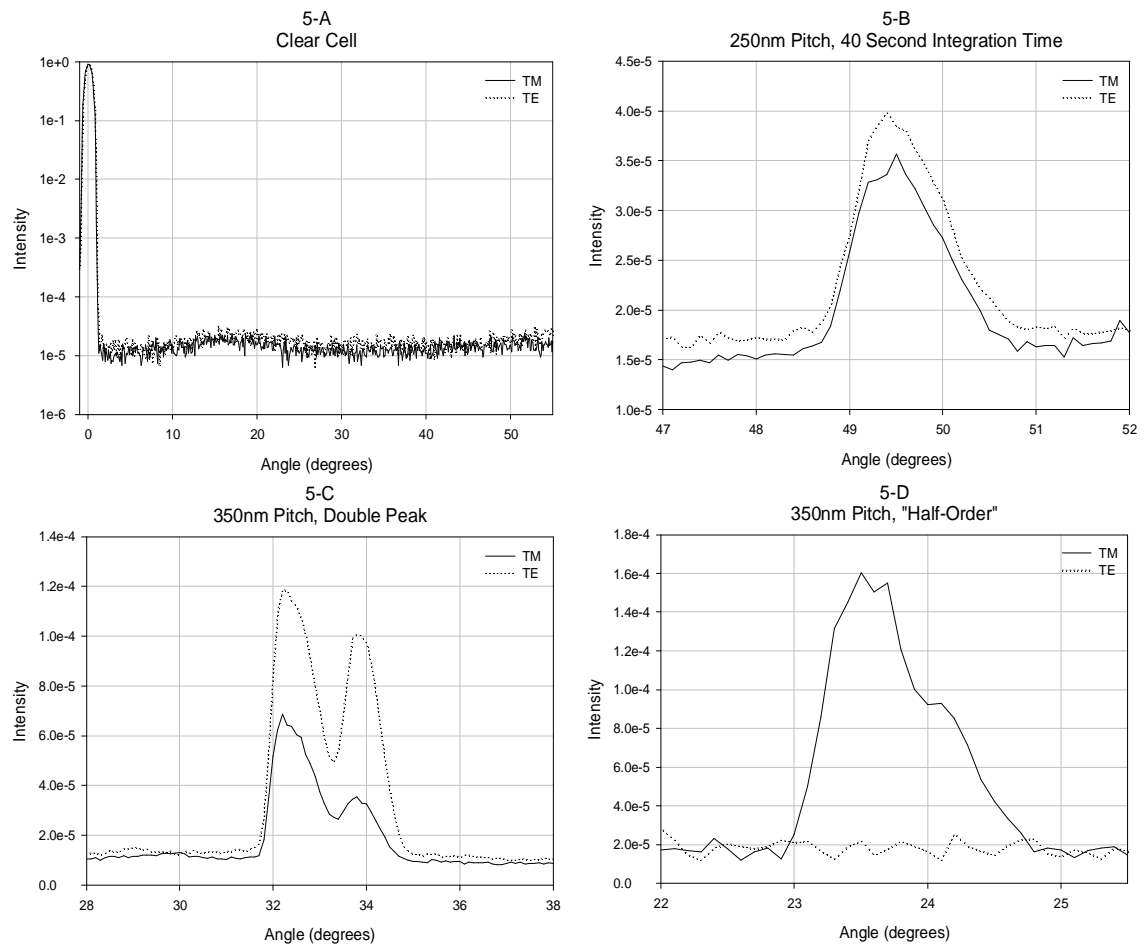 5-A
Clear Cell
1e+0
1e-1
1e-2
1e-3
1e-4
1e-5
1e-6
Intensity
0 10 20 30 40 50
Angle (degrees)
TM
TE
5-B
250nm Pitch, 40 Second Integration Time
4.5e-5
4.0e-5
3.5e-5
3.0e-5
2.5e-5
2.0e-5
1.5e-5
1.0e-5
Intensity
47 48 49 50 51 52
Angle (degrees)
TM
TE
5-C
350nm Pitch, Double Peak
1.4e-4
1.2e-4
1.0e-4
8.0e-5
6.0e-5
4.0e-5
2.0e-5
0.0
Intensity
28 30 32 34 36 38
Angle (degrees)
TM
TE
5-D
350nm Pitch, "Half-Order"
1.8e-4
1.6e-4
1.4e-4
1.2e-4
1.0e-4
8.0e-5
6.0e-5
4.0e-5
2.0e-5
0.0
Intensity
22 23 24 25
Angle (degrees)
TM
TE